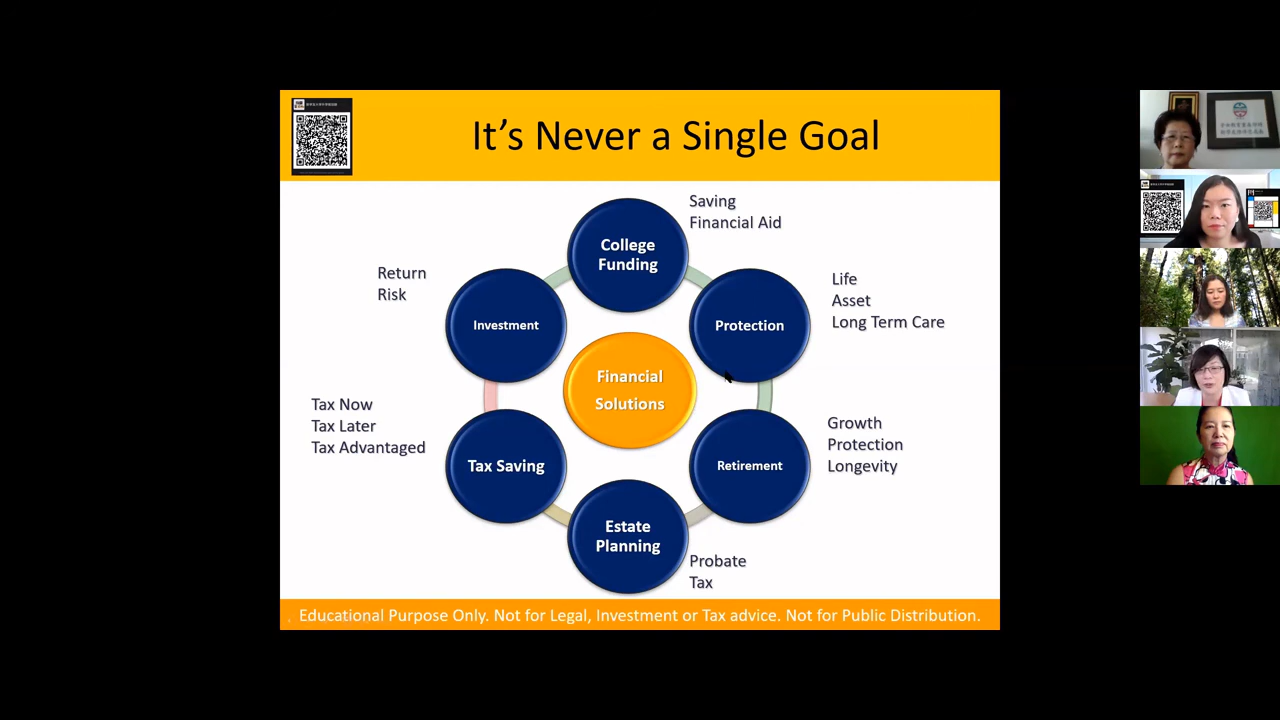 It's Never a Single Goal
Saving
Financial Aid
College
Funding
Return
Risk
Investment
Protection
Life
Asset
Long Term Care
Financial
Solutions
Tax Now
Tax Later
Tax Advantaged
Tax Saving
Retirement
Growth
Protection
Longevity
Estate
Planning
Probate
Tax
Educational Purpose Only. Not for Legal, Investment or Tax advice. Not for Public Distribution.